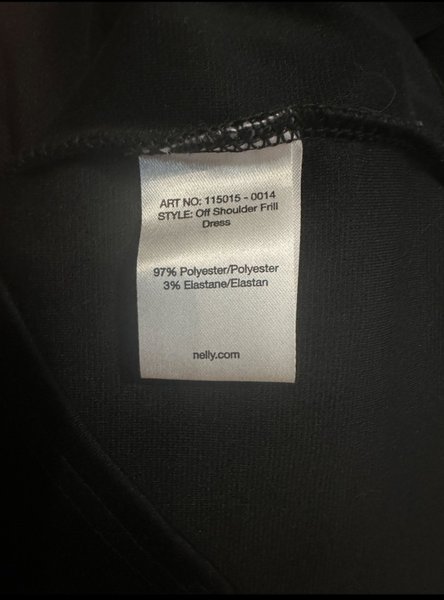 ART NO: 115015 - 0014
STYLE: Off Shoulder Frill
Dress
97% Polyester/Polyester
3% Elastane/Elastan
nelly.com